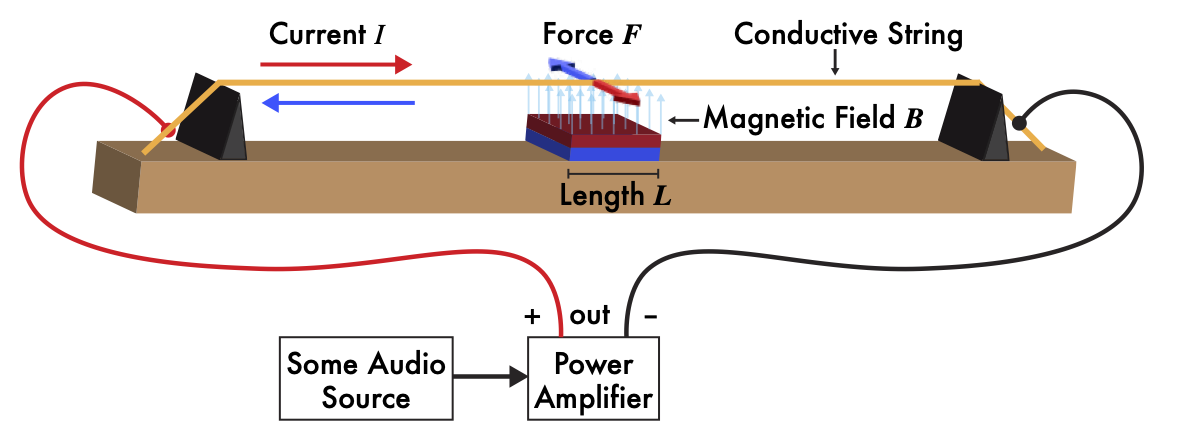 Current I
Force F
Conductive String
Magnetic Field B
Length L
+ out –
Some Audio
Source
Power
Amplifier